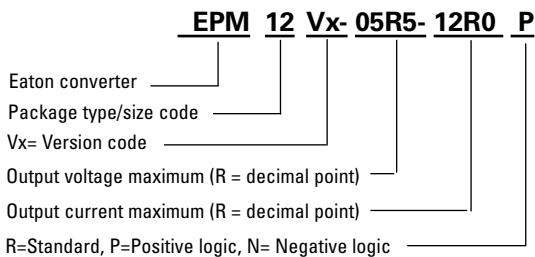 EPM 12 Vx- 05R5- 12R0 P
Eaton converter
Package type/size code
Vx= Version code
Output voltage maximum (R = decimal point)
Output current maximum (R = decimal point)
R=Standard, P=Positive logic, N= Negative logic